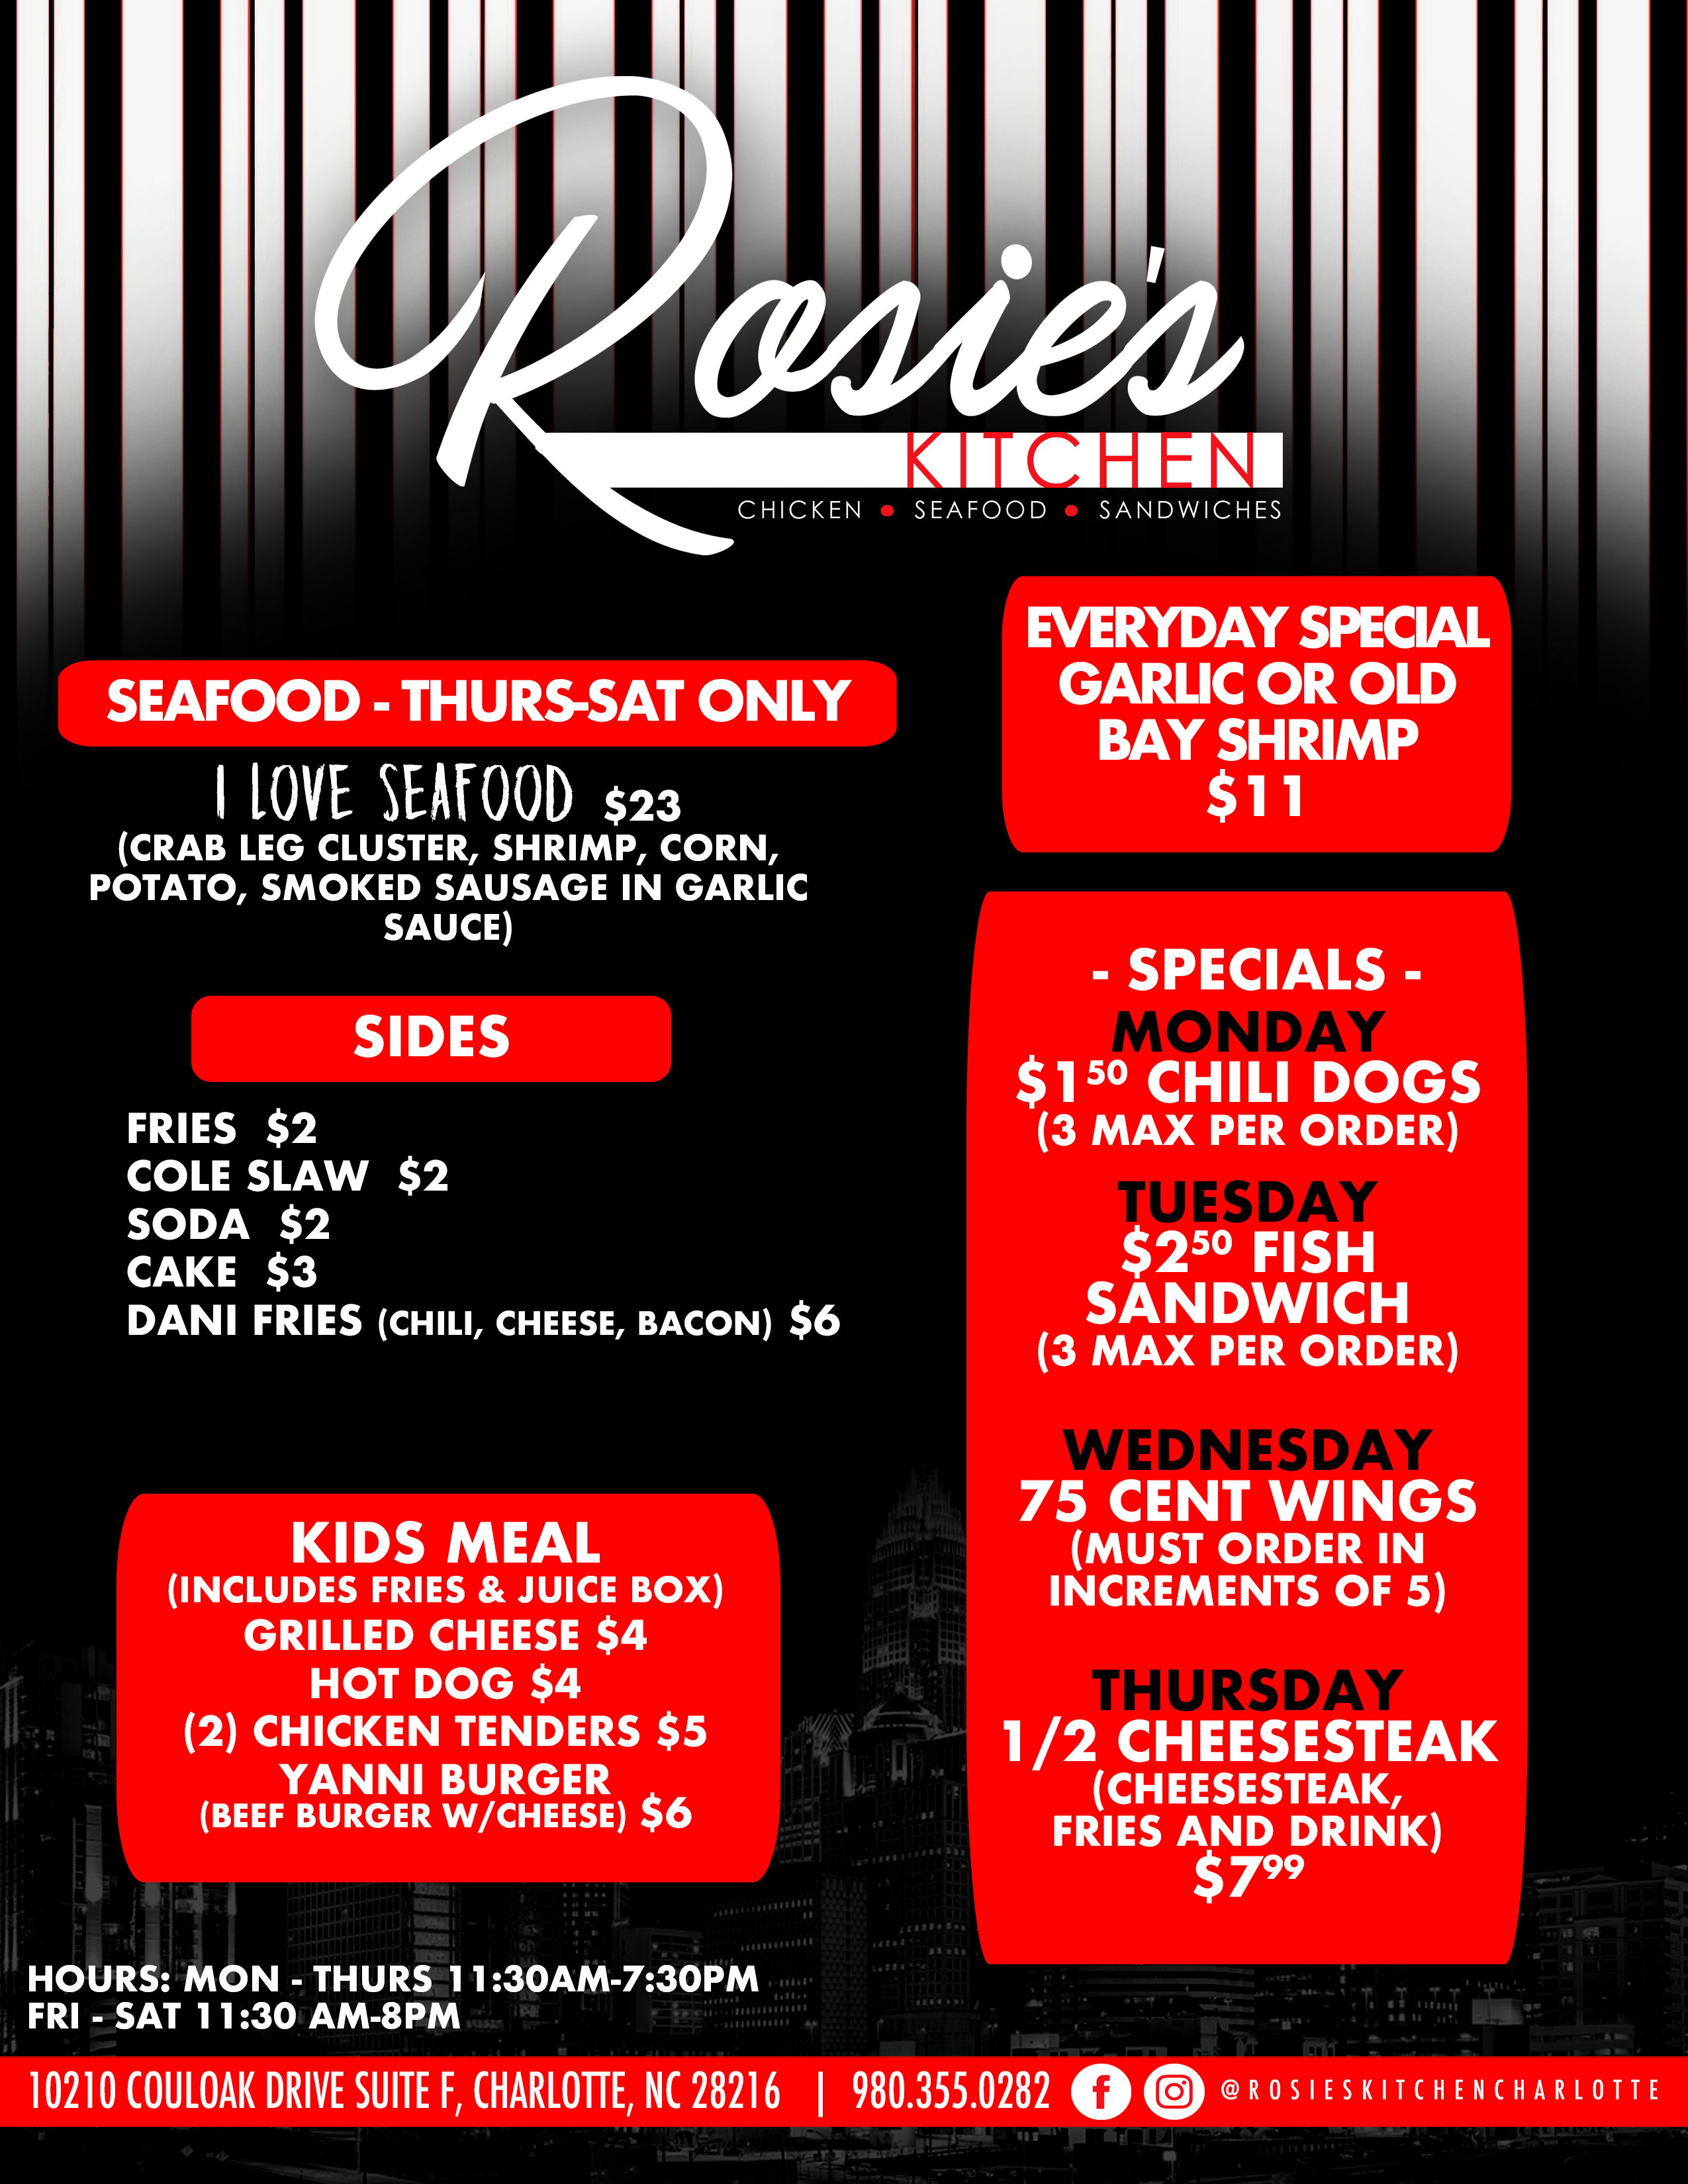 Rosie's
KITCHEN
CHICKEN • SEAFOOD • SANDWICHES
SEAFOOD - THURS-SAT ONLY
I LOVE SEAFOOD $23
(CRAB LEG CLUSTER, SHRIMP, CORN,
POTATO, SMOKED SAUSAGE IN GARLIC
SAUCE)
SIDES
FRIES $2
COLE SLAW $2
SODA $2
CAKE $3
DANI FRIES (CHILI, CHEESE, BACON) $6
KIDS MEAL
(INCLUDES FRIES & JUICE BOX)
GRILLED CHEESE $4
HOT DOG $4
(2) CHICKEN TENDERS $5
YANNI BURGER
(BEEF BURGER W/CHEESE) $6
EVERYDAY SPECIAL
GARLIC OR OLD
BAY SHRIMP
$11
- SPECIALS -
MONDAY
$1⁵⁰ CHILI DOGS
(3 MAX PER ORDER)
TUESDAY
$2⁵⁰ FISH
SANDWICH
(3 MAX PER ORDER)
WEDNESDAY
75 CENT WINGS
(MUST ORDER IN
INCREMENTS OF 5)
THURSDAY
1/2 CHEESESTEAK
(CHEESESTEAK,
FRIES AND DRINK)
$7⁹⁹
HOURS: MON - THURS 11:30AM-7:30PM
FRI - SAT 11:30 AM-8PM
10210 COULOAK DRIVE SUITE F, CHARLOTTE, NC 28216 | 980.355.0282 @ROSIESKITCHENCHARLOTTE